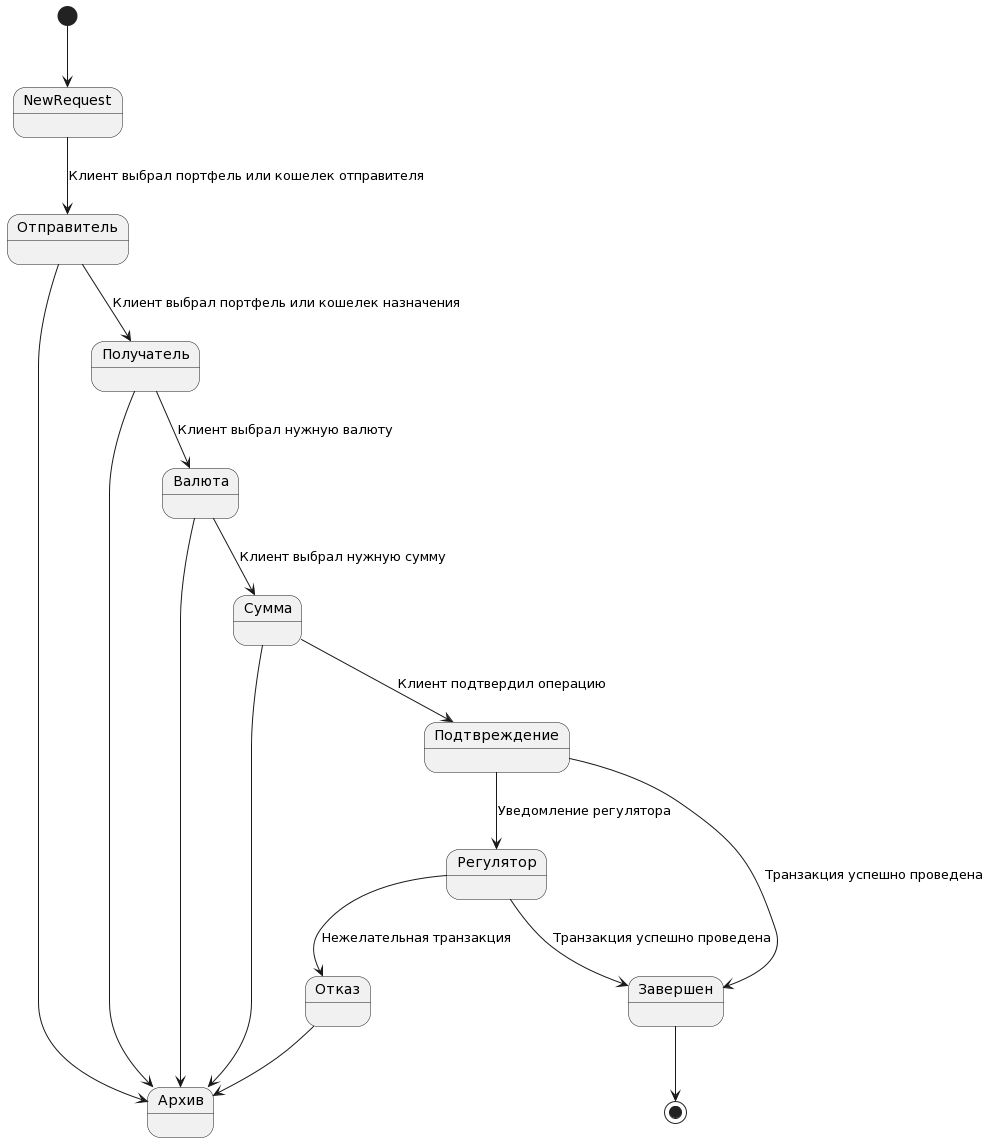 NewRequest
Клиент выбрал портфель или кошелек отправителя
Отправитель
Клиент выбрал портфель или кошелек назначения
Получатель
Клиент выбрал нужную валюту
Валюта
Клиент выбрал нужную сумму
Сумма
Клиент подтвердил операцию
Подтвреждение
Уведомление регулятора
Регулятор
Транзакция успешно проведена
Нежелательная транзакция
Транзакция успешно проведена
Отказ
Завершен
Архив